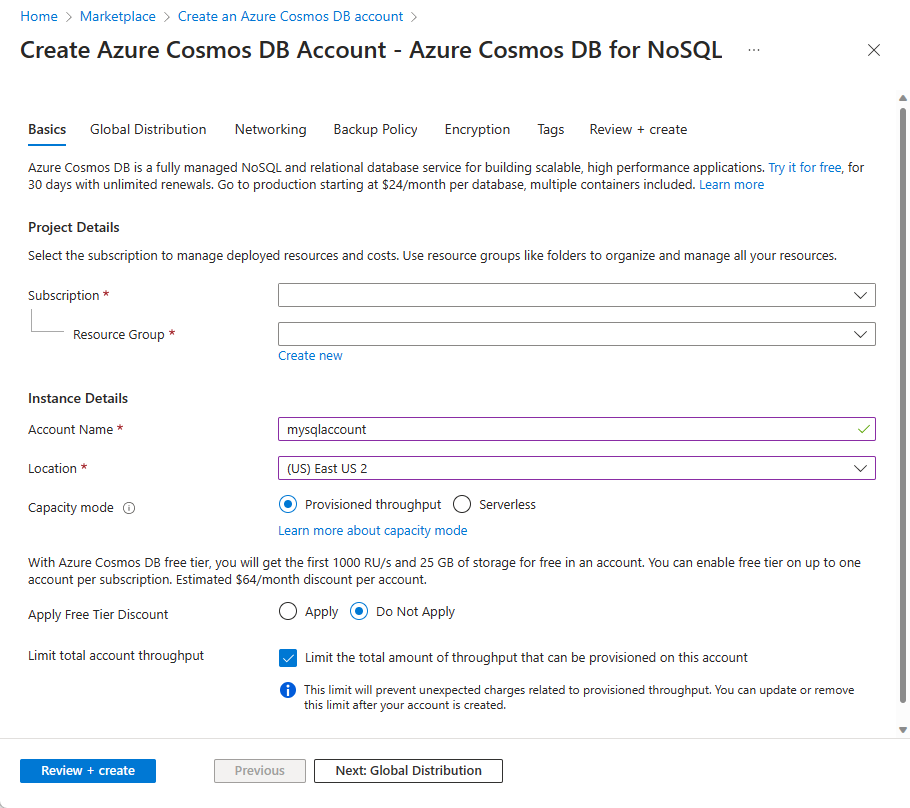 Home > Marketplace > Create an Azure Cosmos DB account >
Create Azure Cosmos DB Account - Azure Cosmos DB for NoSQL ...
Basics Global Distribution Networking Backup Policy Encryption Tags Review + create
Azure Cosmos DB is a fully managed NoSQL and relational database service for building scalable, high performance applications. Try it for free, for
30 days with unlimited renewals. Go to production starting at $24/month per database, multiple containers included. Learn more
Project Details
Select the subscription to manage deployed resources and costs. Use resource groups like folders to organize and manage all your resources.
Subscription *
Resource Group *
Create new
Instance Details
Account Name * mysqlaccount
Location * (US) East US 2
Capacity mode Provisioned throughput Serverless
Learn more about capacity mode
With Azure Cosmos DB free tier, you will get the first 1000 RU/s and 25 GB of storage for free in an account. You can enable free tier on up to one
account per subscription. Estimated $64/month discount per account.
Apply Free Tier Discount Apply Do Not Apply
Limit total account throughput Limit the total amount of throughput that can be provisioned on this account
This limit will prevent unexpected charges related to provisioned throughput. You can update or remove
this limit after your account is created.
Review + create Previous Next: Global Distribution